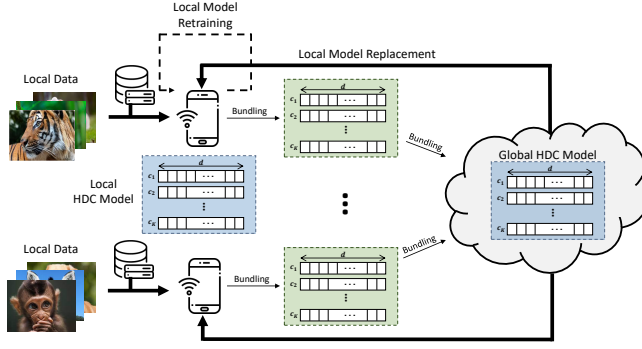 Local Model
Retraining
Local Model Replacement
Local Data
d
c1
c2
cK
Bundling
Bundling
Local
HDC Model
d
c1
c2
cK
Global HDC Model
d
c1
c2
cK
Local Data
d
c1
c2
cK
Bundling
Bundling